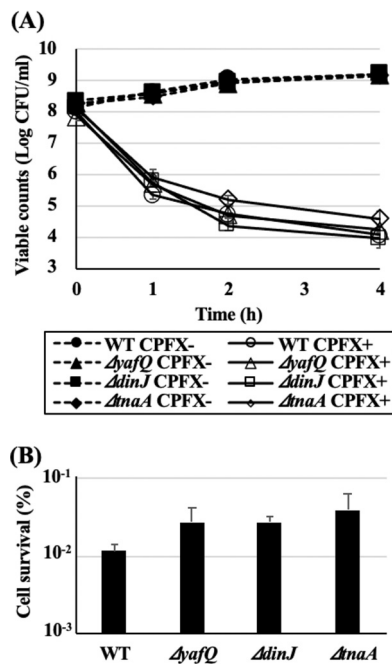 (A)
Viable counts (Log CFU/ml)
10
9
8
7
6
5
4
3
0 1 2 3 4
Time (h)
WT CPFX- WT CPFX+
ΔyafQ CPFX- ΔyafQ CPFX+
ΔdinJ CPFX- ΔdinJ CPFX+
ΔtnaA CPFX- ΔtnaA CPFX+
(B)
Cell survival (%)
10-1
10-2
10-3
WT ΔyafQ ΔdinJ ΔtnaA